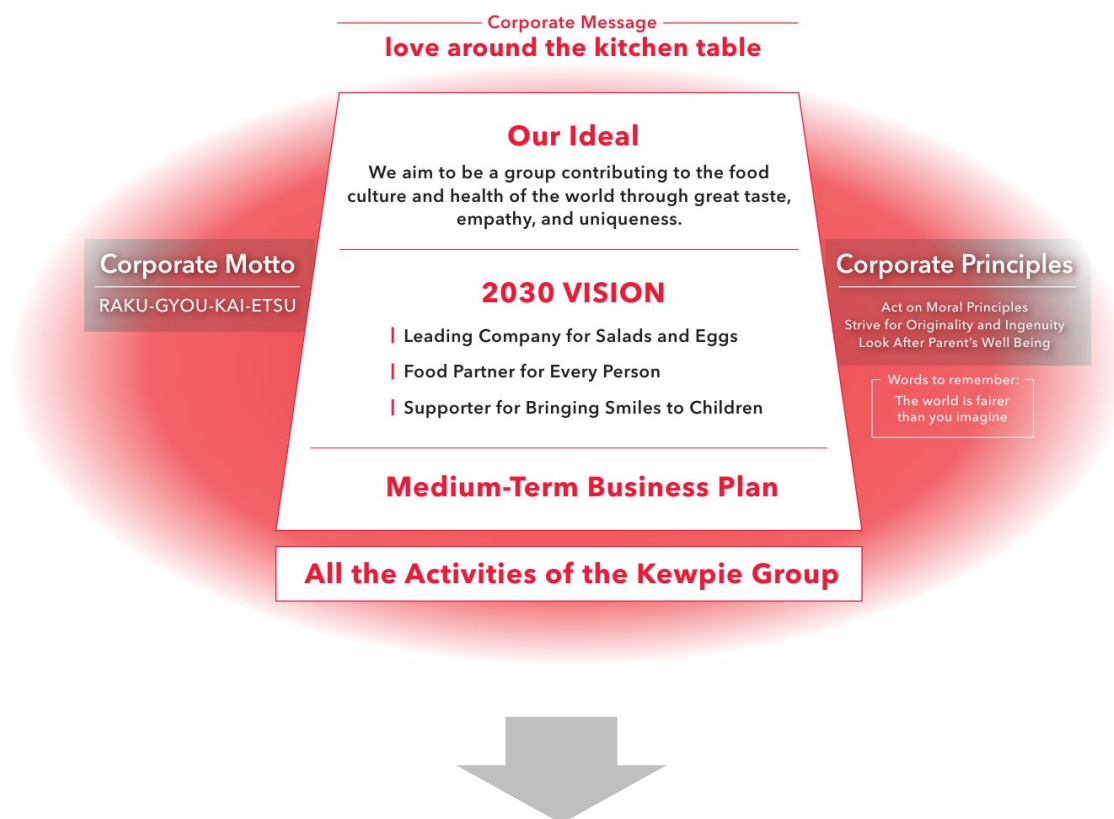 Corporate Message
love around the kitchen table
Our Ideal
We aim to be a group contributing to the food
culture and health of the world through great taste,
empathy, and uniqueness.
Corporate Motto
RAKU-GYOU-KAI-ETSU
2030 VISION
Leading Company for Salads and Eggs
Food Partner for Every Person
Supporter for Bringing Smiles to Children
Corporate Principles
Act on Moral Principles
Strive for Originality and Ingenuity
Look After Parent's Well Being
Words to remember:
The world is fairer
than you imagine
Medium-Term Business Plan
All the Activities of the Kewpie Group